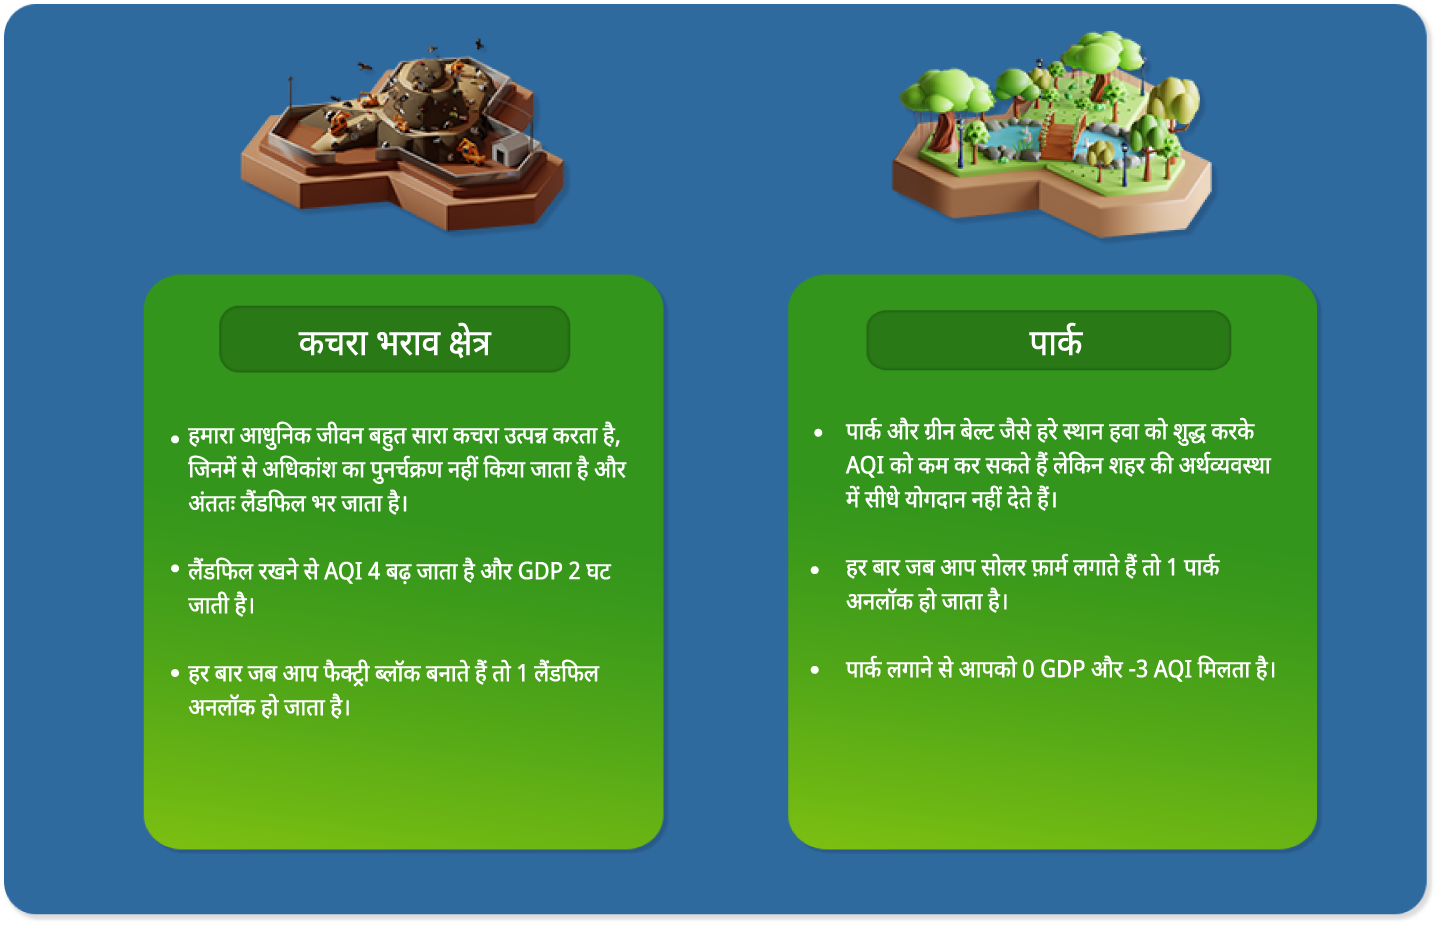 कचरा भराव क्षेत्र
• हमारा आधुनिक जीवन बहुत सारा कचरा उत्पन्न करता है,
जिनमें से अधिकांश का पुनर्चक्रण नहीं किया जाता है और
अंततः लैंडफिल भर जाता है।
• लैंडफिल रखने से AQI 4 बढ़ जाता है और GDP 2 घट
जाती है।
• हर बार जब आप फैक्ट्री ब्लॉक बनाते हैं तो 1 लैंडफिल
अनलॉक हो जाता है।
पार्क
• पार्क और ग्रीन बेल्ट जैसे हरे स्थान हवा को शुद्ध करके
AQI को कम कर सकते हैं लेकिन शहर की अर्थव्यवस्था
में सीधे योगदान नहीं देते हैं।
• हर बार जब आप सोलर फ़ार्म लगाते हैं तो 1 पार्क
अनलॉक हो जाता है।
• पार्क लगाने से आपको 0 GDP और -3 AQI मिलता है।